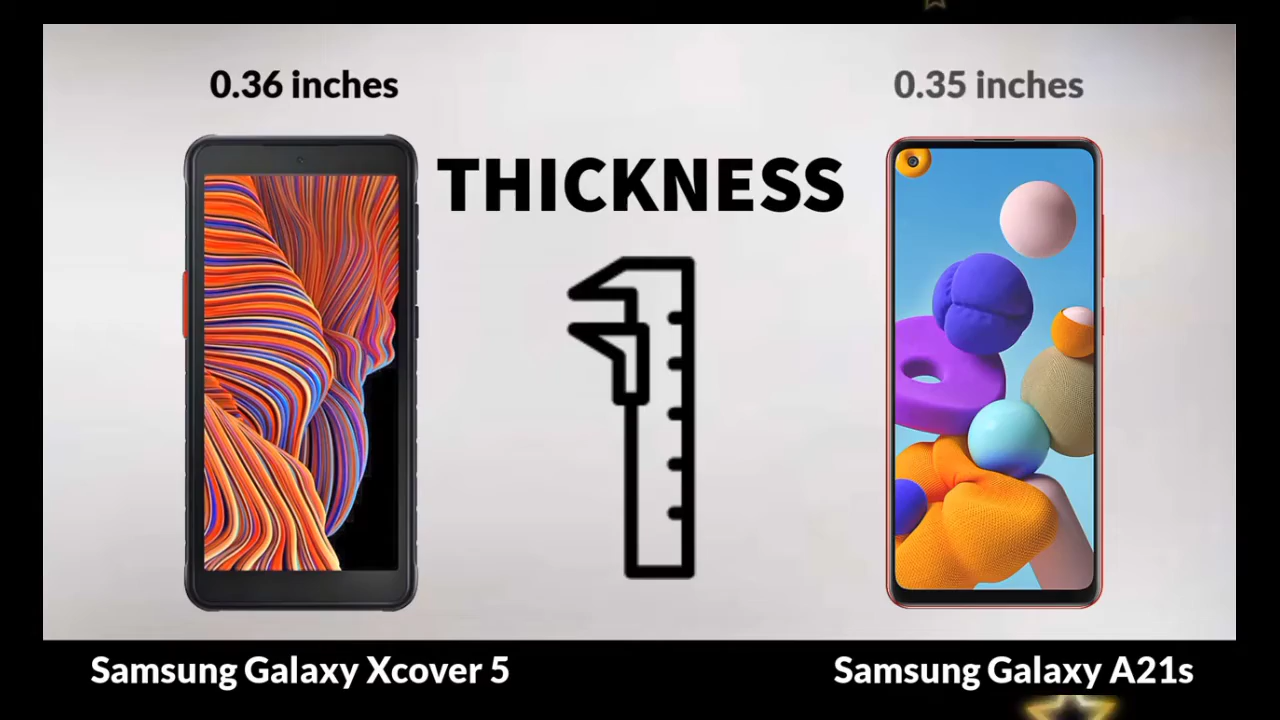 0.36 inches
0.35 inches
THICKNESS
Samsung Galaxy Xcover 5
Samsung Galaxy A21s